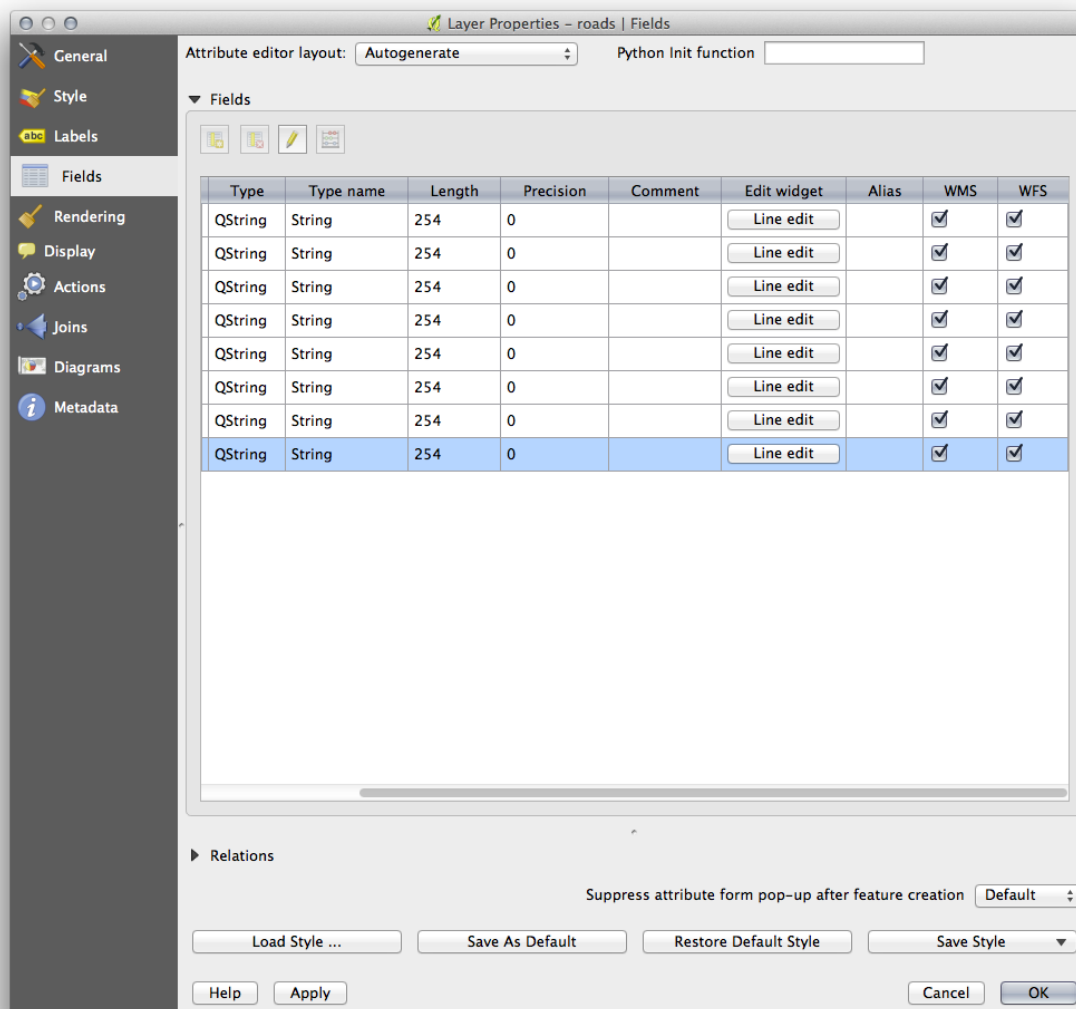 Layer Properties – roads | Fields
General
Style
abc Labels
Fields
Rendering
Display
Actions
Joins
Diagrams
i Metadata
Attribute editor layout: Autogenerate Python Init function
Fields
Type Type name Length Precision Comment Edit widget Alias WMS WFS
QString String 254 0 Line edit
QString String 254 0 Line edit
QString String 254 0 Line edit
QString String 254 0 Line edit
QString String 254 0 Line edit
QString String 254 0 Line edit
QString String 254 0 Line edit
QString String 254 0 Line edit
Relations
Suppress attribute form pop-up after feature creation Default
Load Style ... Save As Default Restore Default Style Save Style
Help Apply Cancel OK